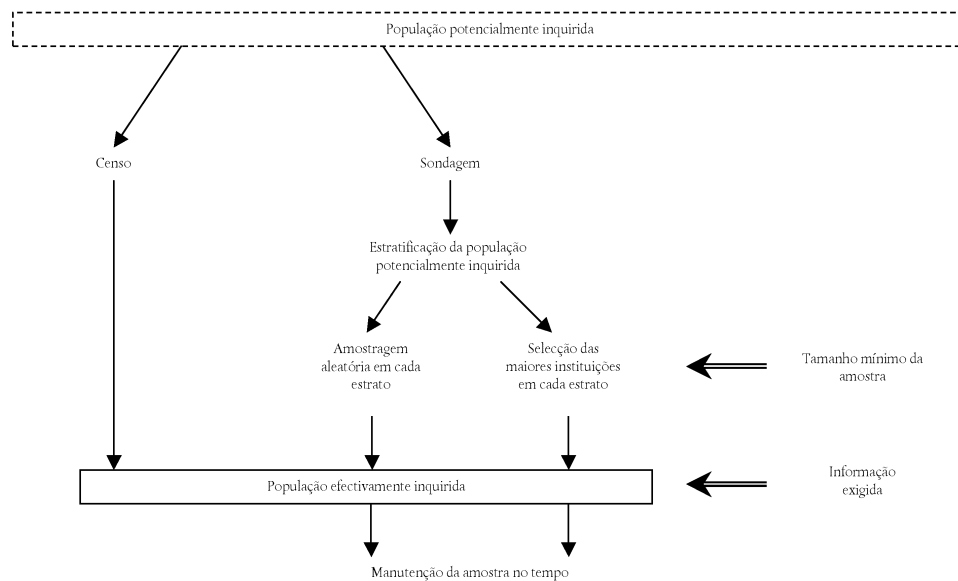 População potencialmente inquirida
Censo
Sondagem
Estratificação da população
potencialmente inquirida
Amostragem
aleatória em cada
estrato
Selecção das
maiores instituições
em cada estrato
Tamanho mínimo da
amostra
População efectivamente inquirida
Informação
exigida
Manutenção da amostra no tempo